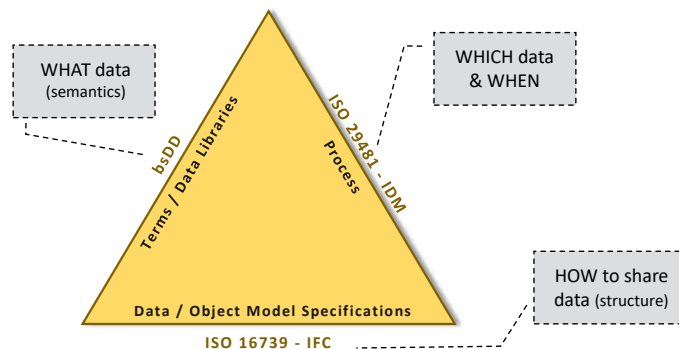 WHAT data
(semantics)
WHICH data
& WHEN
bsDD
Terms / Data Libraries
ISO 29481 - IDM
Process
HOW to share
data (structure)
Data / Object Model Specifications
ISO 16739 - IFC